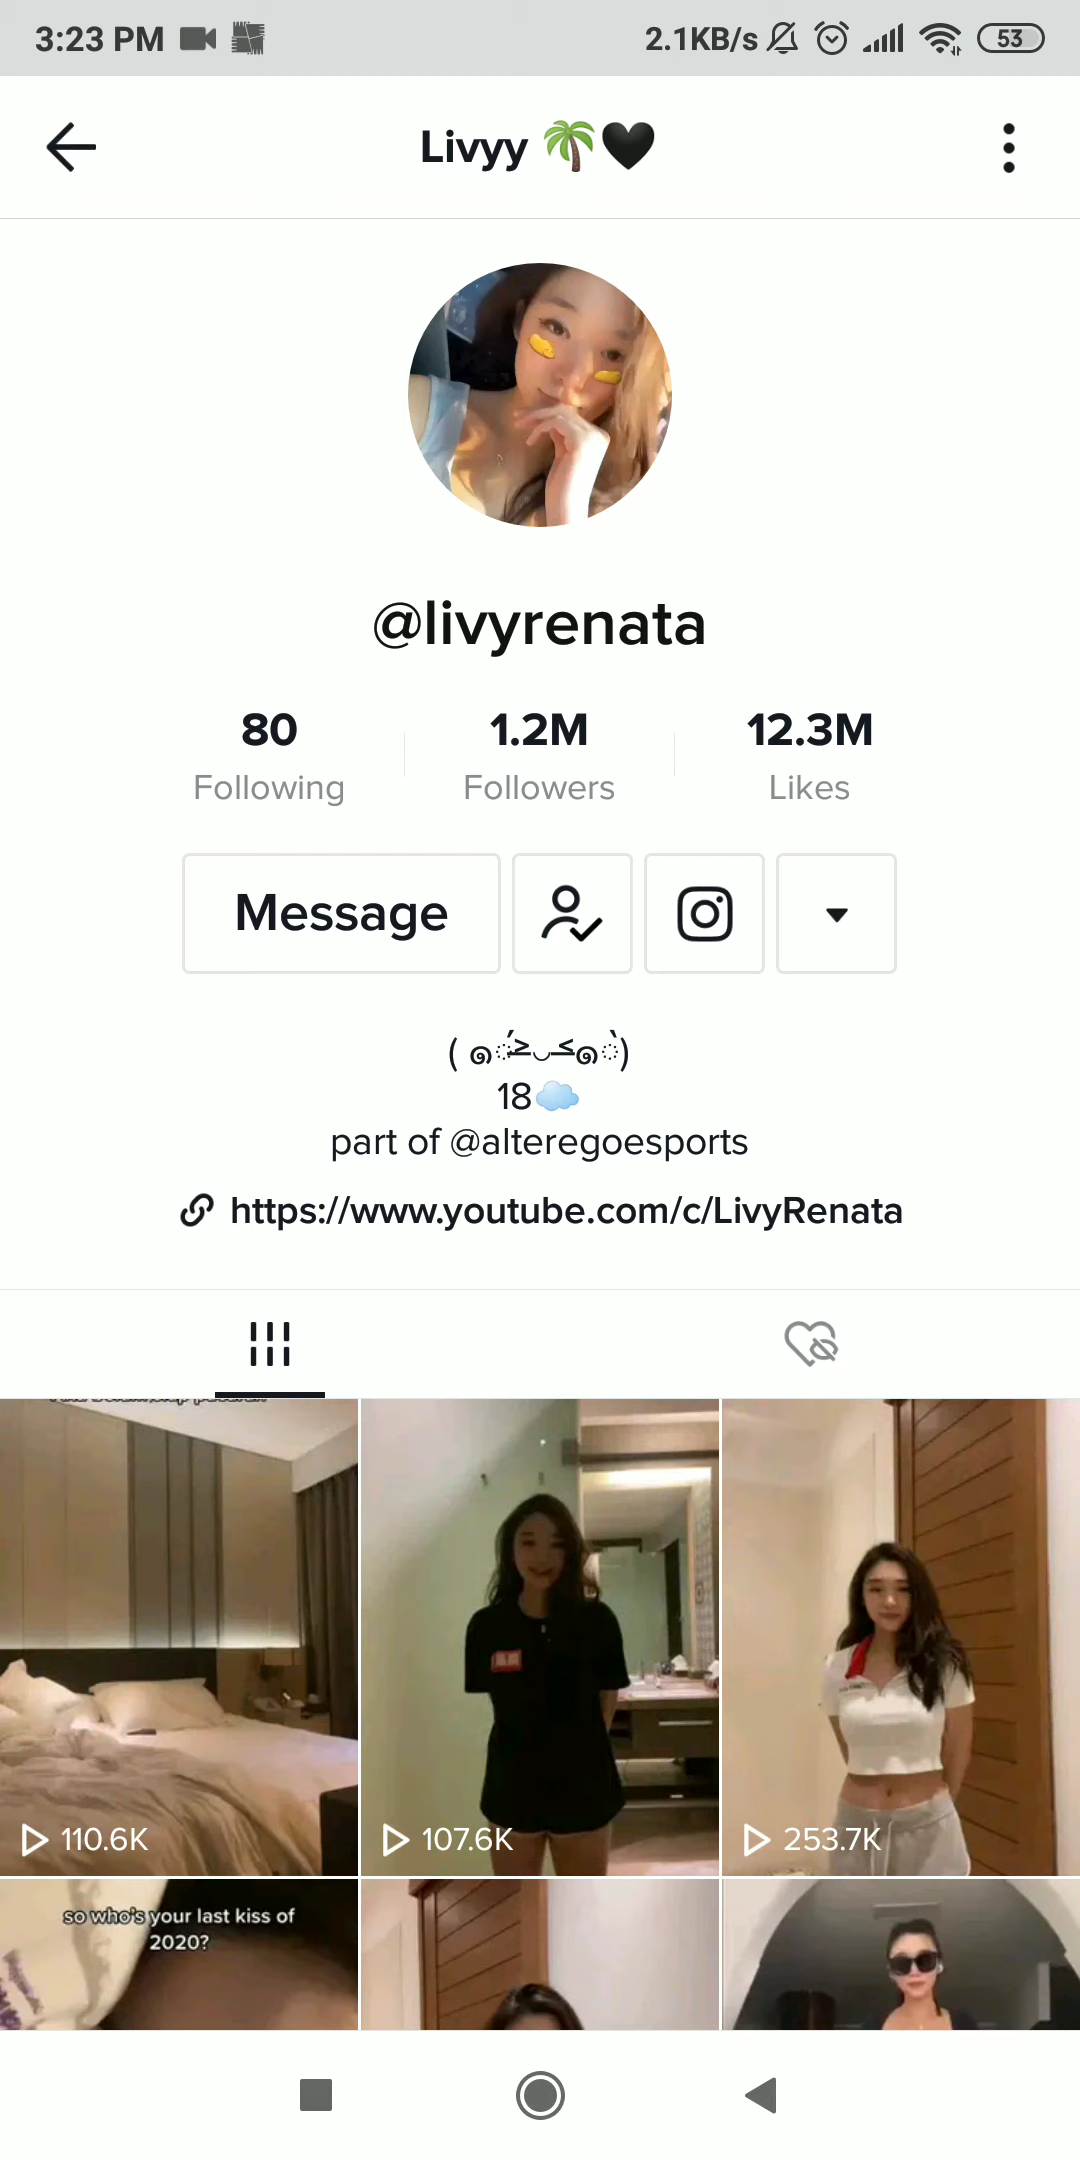 3:23 PM 2.1KB/s 53
Livyy 🌴🖤
@livyrenata
80 1.2M 12.3M
Following Followers Likes
Message
( ๑ं́≥◡≤๑ं̀)
18☁️
part of @alteregoesports
https://www.youtube.com/c/LivyRenata
110.6K 107.6K 253.7K
so who's your last kiss of
2020?